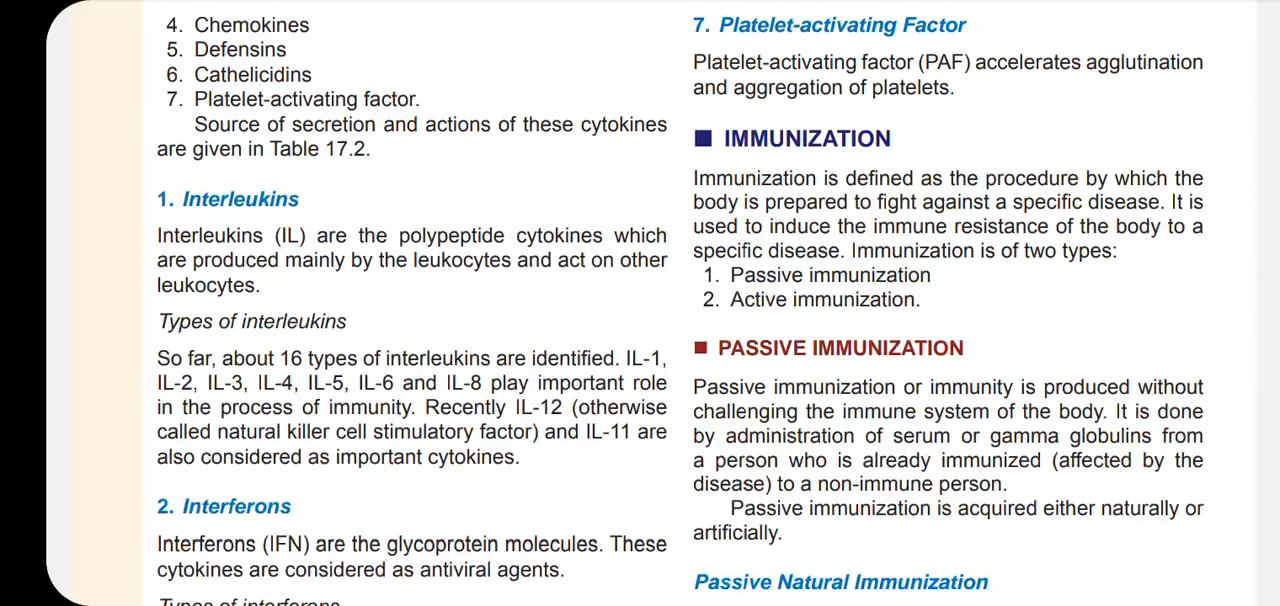 4. Chemokines
5. Defensins
6. Cathelicidins
7. Platelet-activating factor.
Source of secretion and actions of these cytokines
are given in Table 17.2.
1. Interleukins
Interleukins (IL) are the polypeptide cytokines which
are produced mainly by the leukocytes and act on other
leukocytes.
Types of interleukins
So far, about 16 types of interleukins are identified. IL-1,
IL-2, IL-3, IL-4, IL-5, IL-6 and IL-8 play important role
in the process of immunity. Recently IL-12 (otherwise
called natural killer cell stimulatory factor) and IL-11 are
also considered as important cytokines.
2. Interferons
Interferons (IFN) are the glycoprotein molecules. These
cytokines are considered as antiviral agents.
Types of interferons
7. Platelet-activating Factor
Platelet-activating factor (PAF) accelerates agglutination
and aggregation of platelets.
IMMUNIZATION
Immunization is defined as the procedure by which the
body is prepared to fight against a specific disease. It is
used to induce the immune resistance of the body to a
specific disease. Immunization is of two types:
1. Passive immunization
2. Active immunization.
PASSIVE IMMUNIZATION
Passive immunization or immunity is produced without
challenging the immune system of the body. It is done
by administration of serum or gamma globulins from
a person who is already immunized (affected by the
disease) to a non-immune person.
Passive immunization is acquired either naturally or
artificially.
Passive Natural Immunization